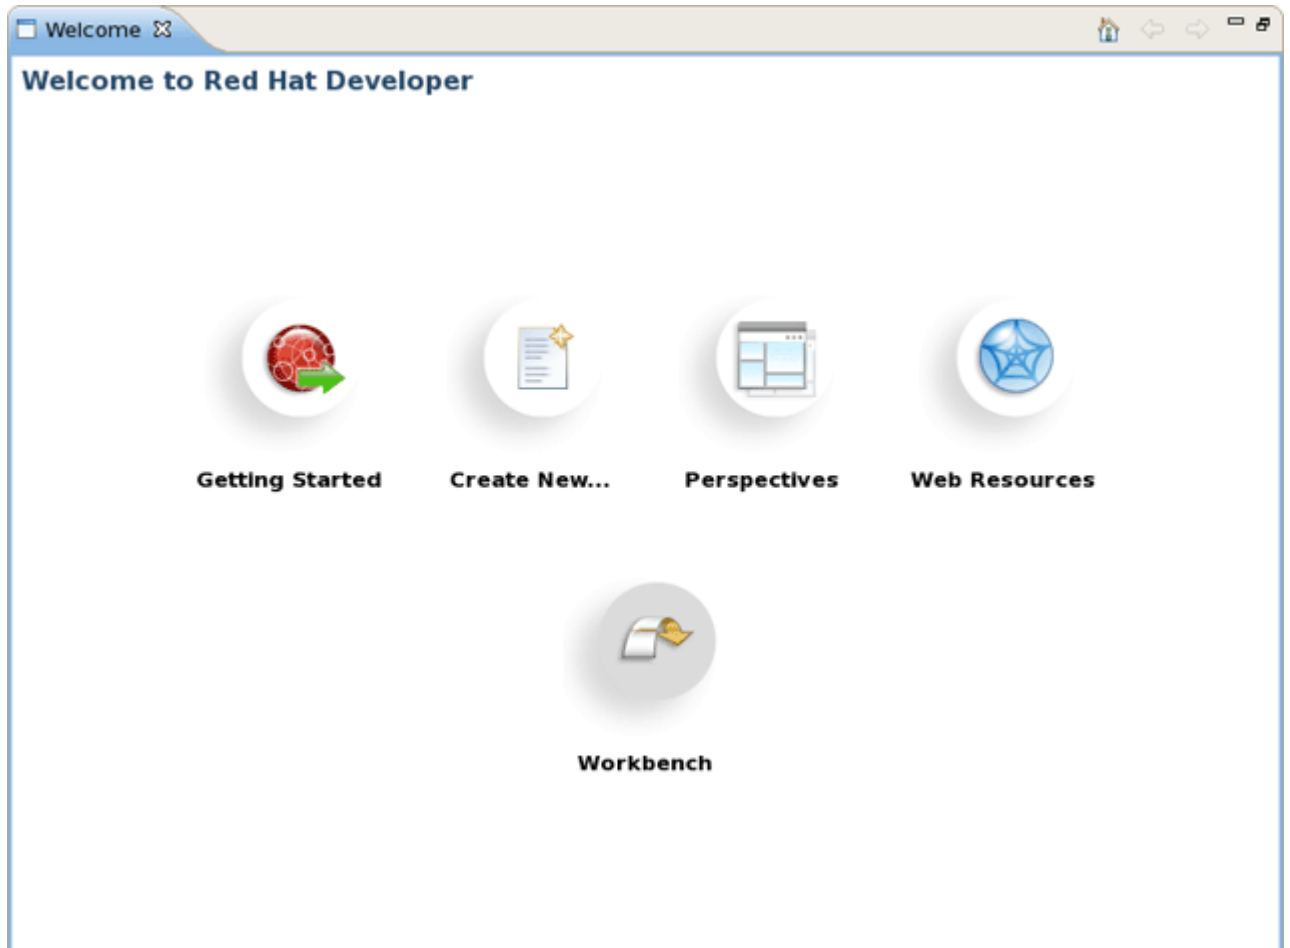 Welcome
Welcome to Red Hat Developer
Getting Started
Create New...
Perspectives
Web Resources
Workbench